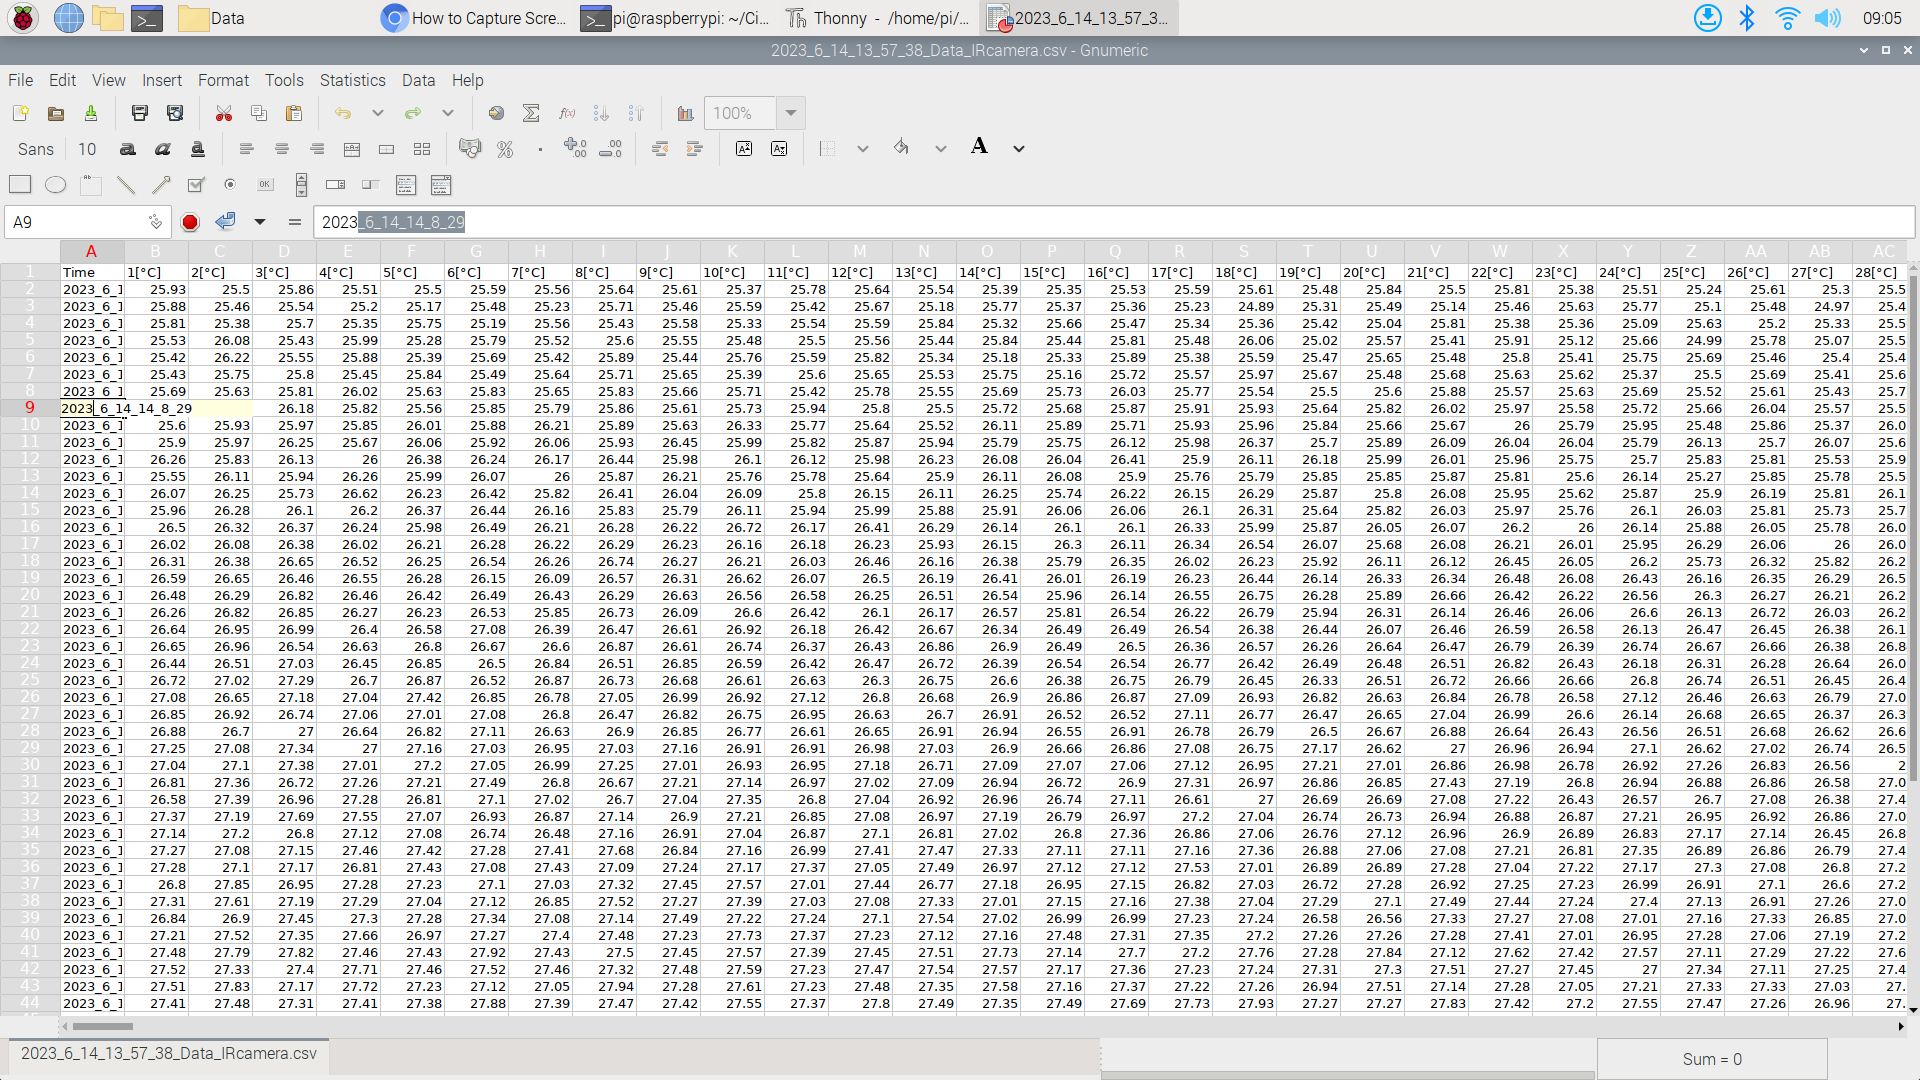 Data How to Capture Scre... pi@raspberrypi: ~/Ci... Thonny - /home/pi/... 2023_6_14_13_57_3... 09:05
2023_6_14_13_57_38_Data_IRcamera.csv - Gnumeric
File Edit View Insert Format Tools Statistics Data Help
100%
Sans 10
A9 = 2023_6_14_14_8_29
A B C D E F G H I J K L M N O P Q R S T U V W X Y Z AA AB AC
1 Time 1[°C] 2[°C] 3[°C] 4[°C] 5[°C] 6[°C] 7[°C] 8[°C] 9[°C] 10[°C] 11[°C] 12[°C] 13[°C] 14[°C] 15[°C] 16[°C] 17[°C] 18[°C] 19[°C] 20[°C] 21[°C] 22[°C] 23[°C] 24[°C] 25[°C] 26[°C] 27[°C] 28[°C]
2 2023_6_1 25.93 25.5 25.86 25.51 25.5 25.59 25.56 25.64 25.61 25.37 25.78 25.64 25.54 25.39 25.35 25.53 25.59 25.61 25.48 25.84 25.5 25.81 25.38 25.51 25.24 25.61 25.3 25.5
3 2023_6_1 25.88 25.46 25.54 25.2 25.17 25.48 25.23 25.71 25.46 25.59 25.42 25.67 25.18 25.77 25.37 25.36 25.23 24.89 25.31 25.49 25.14 25.46 25.63 25.77 25.1 25.48 24.97 25.4
4 2023_6_1 25.81 25.38 25.7 25.35 25.75 25.19 25.56 25.43 25.58 25.33 25.54 25.59 25.84 25.32 25.66 25.47 25.34 25.36 25.42 25.04 25.81 25.38 25.36 25.09 25.63 25.2 25.33 25.5
5 2023_6_1 25.53 26.08 25.43 25.99 25.28 25.79 25.52 25.6 25.55 25.48 25.5 25.56 25.44 25.84 25.44 25.81 25.48 26.06 25.02 25.57 25.41 25.91 25.12 25.66 24.99 25.78 25.07 25.5
6 2023_6_1 25.42 26.22 25.55 25.88 25.39 25.69 25.42 25.89 25.44 25.76 25.59 25.82 25.34 25.18 25.33 25.89 25.38 25.59 25.47 25.65 25.48 25.8 25.41 25.75 25.69 25.46 25.4 25.4
7 2023_6_1 25.43 25.75 25.8 25.45 25.84 25.49 25.64 25.71 25.65 25.39 25.6 25.65 25.53 25.75 25.16 25.68 25.57 25.72 25.47 25.48 25.68 25.63 25.62 25.37 25.5 25.69 25.41 25.6
8 2023_6_1 25.69 25.63 25.81 26.02 25.63 25.83 25.65 25.83 25.66 25.71 25.42 25.78 25.55 25.69 25.73 26.03 25.77 25.54 25.5 25.6 25.88 25.57 25.63 25.69 25.52 25.61 25.43 25.7
9 2023_6_14_14_8_29 26.18 25.82 25.56 25.85 25.79 25.86 25.61 25.73 25.94 25.8 25.5 25.72 25.68 25.87 25.91 25.93 25.64 25.82 26.02 25.97 25.58 25.72 25.66 26.04 25.57 25.5
10 2023_6_1 25.6 25.93 25.97 25.85 26.01 25.88 26.21 25.89 25.63 26.33 25.77 25.64 25.52 26.11 25.89 25.71 25.93 25.96 25.84 25.66 25.67 26 25.79 25.95 25.48 25.86 25.37 26.0
11 2023_6_1 25.9 25.97 26.25 25.67 26.06 25.92 26.06 25.93 26.45 25.99 25.82 25.87 25.94 25.79 25.75 26.12 25.98 26.37 25.7 25.89 26.09 26.04 26.04 25.79 26.13 25.7 26.07 25.6
12 2023_6_1 26.26 25.83 26.13 26 26.38 26.24 26.17 26.44 25.98 26.1 26.12 25.98 26.23 26.08 26.04 26.41 25.9 26.11 26.18 25.99 26.01 25.96 25.75 25.7 25.83 25.81 25.53 25.9
13 2023_6_1 25.55 26.11 25.94 26.26 25.99 26.07 26 25.87 26.21 25.76 25.78 25.64 25.9 26.11 26.08 25.9 25.76 25.79 25.85 25.85 25.87 25.81 25.6 26.14 25.27 25.85 25.78 25.5
14 2023_6_1 26.07 26.25 25.73 26.62 26.23 26.42 25.82 26.41 26.04 26.09 25.8 26.15 26.11 26.25 25.74 26.22 26.15 26.29 25.87 25.8 26.08 25.95 25.62 25.87 25.9 26.19 25.81 26.1
15 2023_6_1 25.96 26.28 26.1 26.2 26.37 26.44 26.16 25.83 25.79 26.11 25.94 25.99 25.88 25.91 26.06 26.06 26.1 26.31 25.64 25.82 26.03 25.97 25.76 26.1 26.03 25.81 25.73 25.7
16 2023_6_1 26.5 26.32 26.37 26.24 25.98 26.49 26.21 26.28 26.22 26.72 26.17 26.41 26.29 26.14 26.1 26.1 26.33 25.99 25.87 26.05 26.07 26.2 26 26.14 25.88 26.05 25.78 26.0
17 2023_6_1 26.02 26.08 26.38 26.02 26.21 26.28 26.22 26.29 26.23 26.16 26.18 26.23 25.93 26.15 26.3 26.11 26.34 26.54 26.07 25.68 26.08 26.21 26.01 25.95 26.29 26.06 26 26.0
18 2023_6_1 26.31 26.38 26.65 26.52 26.25 26.54 26.26 26.74 26.27 26.21 26.03 26.46 26.16 26.38 25.79 26.35 26.02 26.23 25.92 26.11 26.12 26.45 26.05 26.2 25.73 26.32 25.82 26.2
19 2023_6_1 26.59 26.65 26.46 26.55 26.28 26.15 26.09 26.57 26.31 26.62 26.07 26.5 26.19 26.41 26.01 26.19 26.23 26.44 26.14 26.33 26.34 26.48 26.08 26.43 26.16 26.35 26.29 26.5
20 2023_6_1 26.48 26.29 26.82 26.46 26.42 26.49 26.43 26.29 26.63 26.56 26.58 26.25 26.51 26.54 25.96 26.14 26.55 26.75 26.28 25.89 26.66 26.42 26.22 26.56 26.3 26.27 26.21 26.2
21 2023_6_1 26.26 26.82 26.85 26.27 26.23 26.53 25.85 26.73 26.09 26.6 26.42 26.1 26.17 26.57 25.81 26.54 26.22 26.79 25.94 26.31 26.14 26.46 26.06 26.6 26.13 26.72 26.03 26.2
22 2023_6_1 26.64 26.95 26.99 26.4 26.58 27.08 26.39 26.47 26.61 26.92 26.18 26.42 26.67 26.34 26.49 26.49 26.54 26.38 26.44 26.07 26.46 26.59 26.58 26.13 26.47 26.45 26.38 26.1
23 2023_6_1 26.65 26.96 26.54 26.63 26.8 26.67 26.6 26.87 26.61 26.74 26.37 26.43 26.86 26.9 26.49 26.5 26.36 26.57 26.26 26.64 26.47 26.79 26.39 26.74 26.67 26.66 26.38 26.8
24 2023_6_1 26.44 26.51 27.03 26.45 26.85 26.5 26.84 26.51 26.85 26.59 26.42 26.47 26.72 26.39 26.54 26.54 26.77 26.42 26.49 26.48 26.51 26.82 26.43 26.18 26.31 26.28 26.64 26.0
25 2023_6_1 26.72 27.02 27.29 26.7 26.87 26.52 26.87 26.73 26.68 26.61 26.63 26.3 26.75 26.6 26.38 26.75 26.79 26.45 26.33 26.51 26.72 26.66 26.66 26.8 26.74 26.51 26.45 26.4
26 2023_6_1 27.08 26.65 27.18 27.04 27.42 26.85 26.78 27.05 26.99 26.92 27.12 26.8 26.68 26.9 26.86 26.87 27.09 26.93 26.82 26.63 26.84 26.78 26.58 27.12 26.46 26.63 26.79 27.0
27 2023_6_1 26.85 26.92 26.74 27.06 27.01 27.08 26.8 26.47 26.82 26.75 26.95 26.63 26.7 26.91 26.52 26.52 27.11 26.77 26.47 26.65 27.04 26.99 26.6 26.14 26.68 26.65 26.37 26.3
28 2023_6_1 26.88 26.7 27 26.64 26.82 27.11 26.63 26.9 26.85 26.77 26.61 26.65 26.91 26.94 26.55 26.91 26.78 26.79 26.5 26.67 26.88 26.64 26.43 26.56 26.51 26.68 26.62 26.6
29 2023_6_1 27.25 27.08 27.34 27 27.16 27.03 26.95 27.03 27.16 26.91 26.91 26.98 27.03 26.9 26.66 26.86 27.08 26.75 27.17 26.62 27 26.96 26.94 27.1 26.62 27.02 26.74 26.5
30 2023_6_1 27.04 27.1 27.38 27.01 27.2 27.05 26.99 27.25 27.01 26.93 26.95 27.18 26.71 27.09 27.07 27.06 27.12 26.95 27.21 27.01 26.86 26.98 26.78 26.92 27.26 26.83 26.56 2
31 2023_6_1 26.81 27.36 26.72 27.26 27.21 27.49 26.8 26.67 27.21 27.14 26.97 27.02 27.09 26.94 26.72 26.9 27.31 26.97 26.86 26.85 27.43 27.19 26.8 26.94 26.88 26.86 26.58 27.0
32 2023_6_1 26.58 27.39 26.96 27.28 26.81 27.1 27.02 26.7 27.04 27.35 26.8 27.04 26.92 26.96 26.74 27.11 26.61 27 26.69 26.69 27.08 27.22 26.43 26.57 26.7 27.08 26.38 27.4
33 2023_6_1 27.37 27.19 27.69 27.55 27.07 26.93 26.87 27.14 26.9 27.21 26.85 27.08 26.97 27.19 26.79 26.97 27.2 27.04 26.74 26.73 26.94 26.88 26.87 27.21 26.95 26.92 26.86 27.0
34 2023_6_1 27.14 27.2 26.8 27.12 27.08 26.74 26.48 27.16 26.91 27.04 26.87 27.1 26.81 27.02 26.8 27.36 26.86 27.06 26.76 27.12 26.96 26.9 26.89 26.83 27.17 27.14 26.45 26.8
35 2023_6_1 27.27 27.08 27.15 27.46 27.42 27.28 27.41 27.68 26.84 27.16 26.99 27.41 27.47 27.33 27.11 27.11 27.16 27.36 26.88 27.06 27.08 27.21 26.81 27.35 26.89 26.86 26.79 27.4
36 2023_6_1 27.28 27.1 27.17 26.81 27.43 27.08 27.43 27.09 27.24 27.17 27.37 27.05 27.49 26.97 27.12 27.12 27.53 27.01 26.89 26.89 27.28 27.04 27.22 27.17 27.3 27.08 26.8 27.2
37 2023_6_1 26.8 27.85 26.95 27.28 27.23 27.1 27.03 27.32 27.45 27.57 27.01 27.44 26.77 27.18 26.95 27.15 26.82 27.03 26.72 27.28 26.92 27.25 27.23 26.99 26.91 27.1 26.6 27.2
38 2023_6_1 27.31 27.61 27.19 27.29 27.04 27.12 26.85 27.52 27.27 27.39 27.03 27.08 27.33 27.01 27.15 27.16 27.38 27.04 27.29 27.1 27.49 27.44 27.24 27.4 27.13 26.91 27.26 27.0
39 2023_6_1 26.84 26.9 27.45 27.3 27.28 27.34 27.08 27.14 27.49 27.22 27.24 27.1 27.54 27.02 26.99 26.99 27.23 27.24 26.58 26.56 27.33 27.27 27.08 27.01 27.16 27.33 26.85 27.0
40 2023_6_1 27.21 27.52 27.35 27.66 26.97 27.27 27.4 27.48 27.23 27.73 27.37 27.23 27.12 27.16 27.48 27.31 27.35 27.2 27.26 27.26 27.28 27.41 27.01 26.95 27.28 27.06 27.19 27.2
41 2023_6_1 27.48 27.79 27.82 27.46 27.43 27.92 27.43 27.5 27.45 27.57 27.39 27.45 27.51 27.73 27.14 27.7 27.2 27.76 27.28 27.84 27.12 27.62 27.42 27.57 27.11 27.29 27.22 27.6
42 2023_6_1 27.52 27.33 27.4 27.71 27.46 27.52 27.46 27.32 27.48 27.59 27.23 27.47 27.54 27.57 27.17 27.36 27.23 27.24 27.31 27.3 27.51 27.27 27.45 27 27.34 27.11 27.25 27.4
43 2023_6_1 27.51 27.83 27.17 27.72 27.23 27.12 27.05 27.94 27.28 27.61 27.23 27.48 27.35 27.58 27.16 27.37 27.22 27.26 26.94 27.51 27.14 27.28 27.05 27.21 27.33 27.33 27.03 27.
44 2023_6_1 27.41 27.48 27.31 27.41 27.38 27.88 27.39 27.47 27.42 27.55 27.37 27.8 27.49 27.35 27.49 27.69 27.73 27.93 27.27 27.27 27.83 27.42 27.2 27.55 27.47 27.26 26.96 27.
2023_6_14_13_57_38_Data_IRcamera.csv Sum = 0